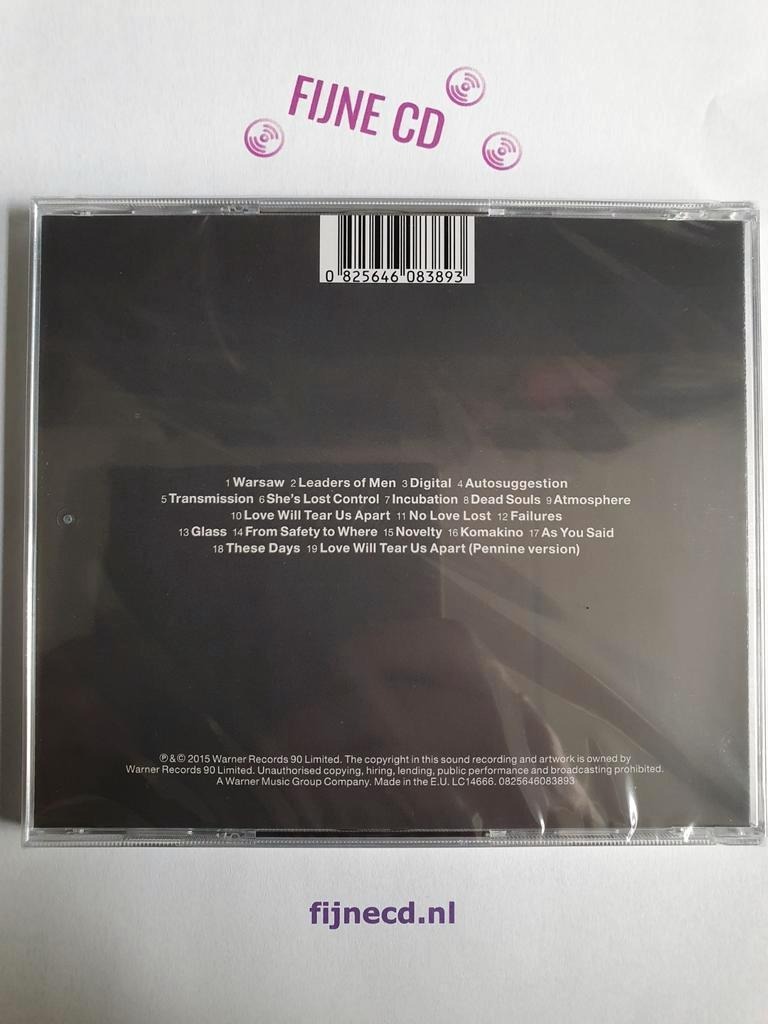 FIJNE CD
0 825646 083893
1 Warsaw 2 Leaders of Men 3 Digital 4 Autosuggestion
5 Transmission 6 She's Lost Control 7 Incubation 8 Dead Souls 9 Atmosphere
10 Love Will Tear Us Apart 11 No Love Lost 12 Failures
13 Glass 14 From Safety to Where 15 Novelty 16 Komakino 17 As You Said
18 These Days 19 Love Will Tear Us Apart (Pennine version)
℗ & © 2015 Warner Records 90 Limited. The copyright in this sound recording and artwork is owned by
Warner Records 90 Limited. Unauthorised copying, hiring, lending, public performance and broadcasting prohibited.
A Warner Music Group Company. Made in the E.U. LC14666. 0825646083893
fijnecd.nl